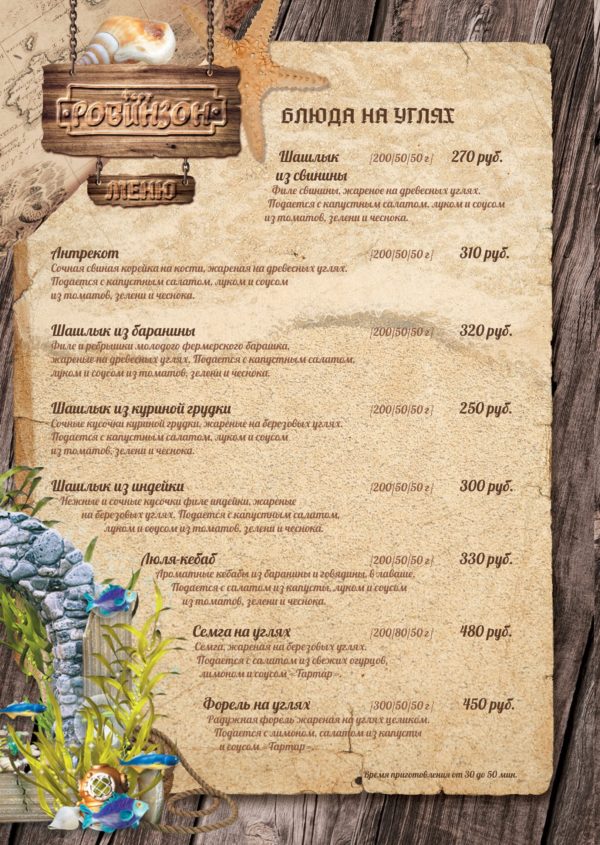 бар
РОБИНЗОН
МЕНЮ
БЛЮДА НА УГЛЯХ
Шашлык /200/50/50 г/ 270 руб.
из свинины
Филе свинины, жареное на древесных углях.
Подается с капустным салатом, луком и соусом
из томатов, зелени и чеснока.
Антрекот /200/50/50 г/ 310 руб.
Сочная свиная корейка на кости, жареная на древесных углях.
Подается с капустным салатом, луком и соусом
из томатов, зелени и чеснока.
Шашлык из баранины /200/50/50 г/ 320 руб.
Филе и ребрышки молодого фермерского барашка,
жареные на древесных углях. Подается с капустным салатом,
луком и соусом из томатов, зелени и чеснока.
Шашлык из куриной грудки /200/50/50 г/ 250 руб.
Сочные кусочки куриной грудки, жареные на березовых углях.
Подается с капустным салатом, луком и соусом
из томатов, зелени и чеснока.
Шашлык из индейки /200/50/50 г/ 300 руб.
Нежные и сочные кусочки филе индейки, жареные
на березовых углях. Подается с капустным салатом,
луком и соусом из томатов, зелени и чеснока.
Люля-кебаб /200/50/50 г/ 330 руб.
Ароматные кебабы из баранины и говядины, в лаваше.
Подается с салатом из капусты, луком и соусом
из томатов, зелени и чеснока.
Семга на углях /200/80/50 г/ 480 руб.
Семга, жареная на березовых углях.
Подается с салатом из свежих огурцов,
лимоном и соусом «Тартар».
Форель на углях /300/50/50 г/ 450 руб.
Радужная форель жареная на углях целиком.
Подается с лимоном, салатом из капусты
и соусом «Тартар».
Время приготовления от 30 до 50 мин.